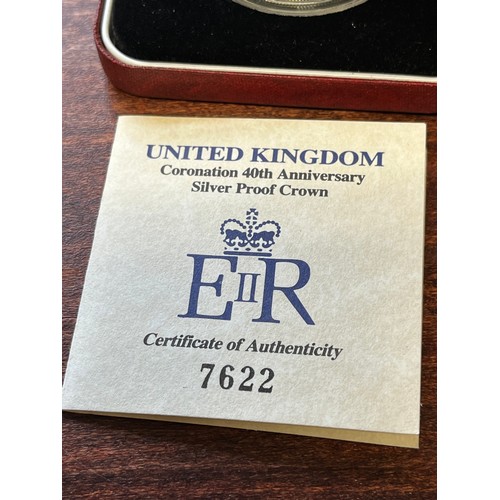 UNITED KINGDOM
Coronation 40th Anniversary
Silver Proof Crown
EIIR
Certificate of Authenticity
7622